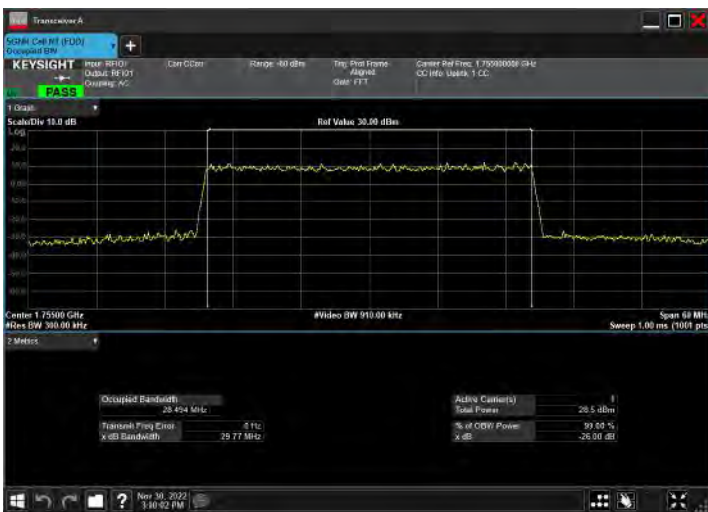 Transceiver A
5GNR Cell NT (FDD)
Occupied BW
KEYSIGHT
PASS
Input: RFIO1
Output: RFIO1
Coupling: AC
Corr CCorr
Range: -60 dBm
Trig: Prot Frame
Aligned
Gate: FFT
Center Ref Freq: 1.755000000 GHz
CC Info: Uplink, 1 CC
1 Graph
Scale/Div 10.0 dB
Ref Value 30.00 dBm
Log
Center 1.75500 GHz
#Video BW 910.00 kHz
Span 60 MH
#Res BW 300.00 kHz
Sweep 1.00 ms (1001 pts
2 Metrics
Occupied Bandwidth
28.494 MHz
Active Carrier(s)
1
Total Power
28.5 dBm
Transmit Freq Error
x dB Bandwidth
29.77 MHz
% of OBW Power
99.00 %
x dB
-26.00 dB
?
Nov 30, 2022
3:10:02 PM